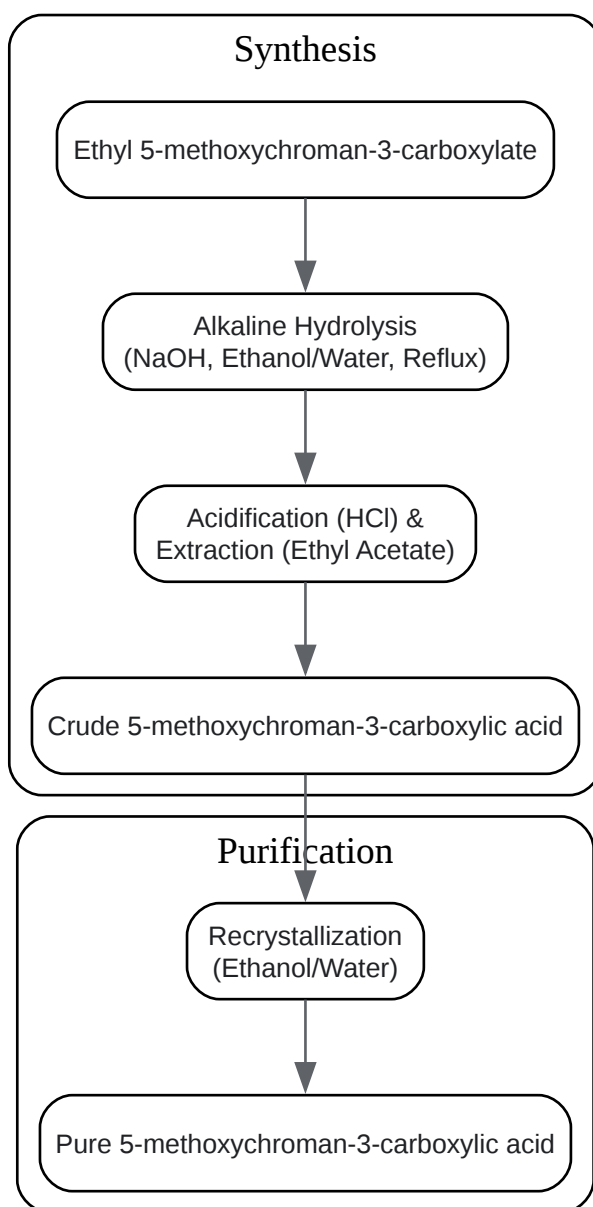 Synthesis
Ethyl 5-methoxychroman-3-carboxylate
Alkaline Hydrolysis
(NaOH, Ethanol/Water, Reflux)
Acidification (HCl) &
Extraction (Ethyl Acetate)
Crude 5-methoxychroman-3-carboxylic acid
Purification
Recrystallization
(Ethanol/Water)
Pure 5-methoxychroman-3-carboxylic acid